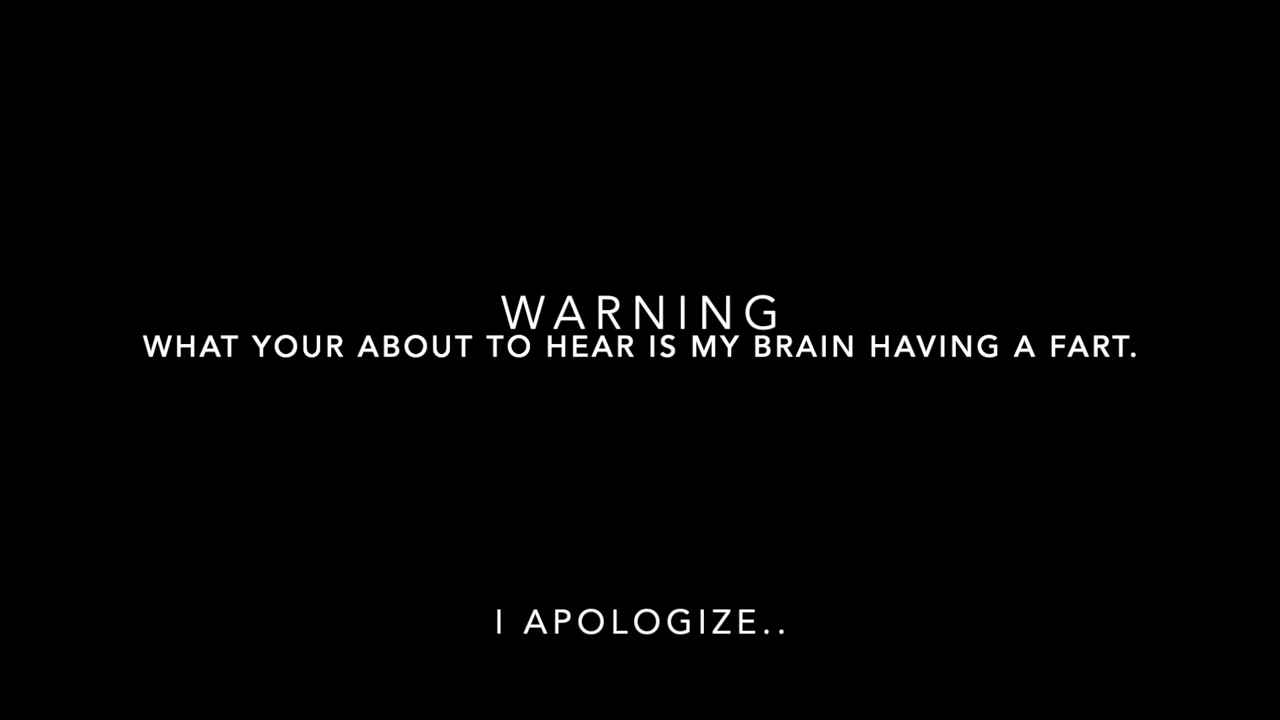 WARNING
WHAT YOUR ABOUT TO HEAR IS MY BRAIN HAVING A FART.
I APOLOGIZE..